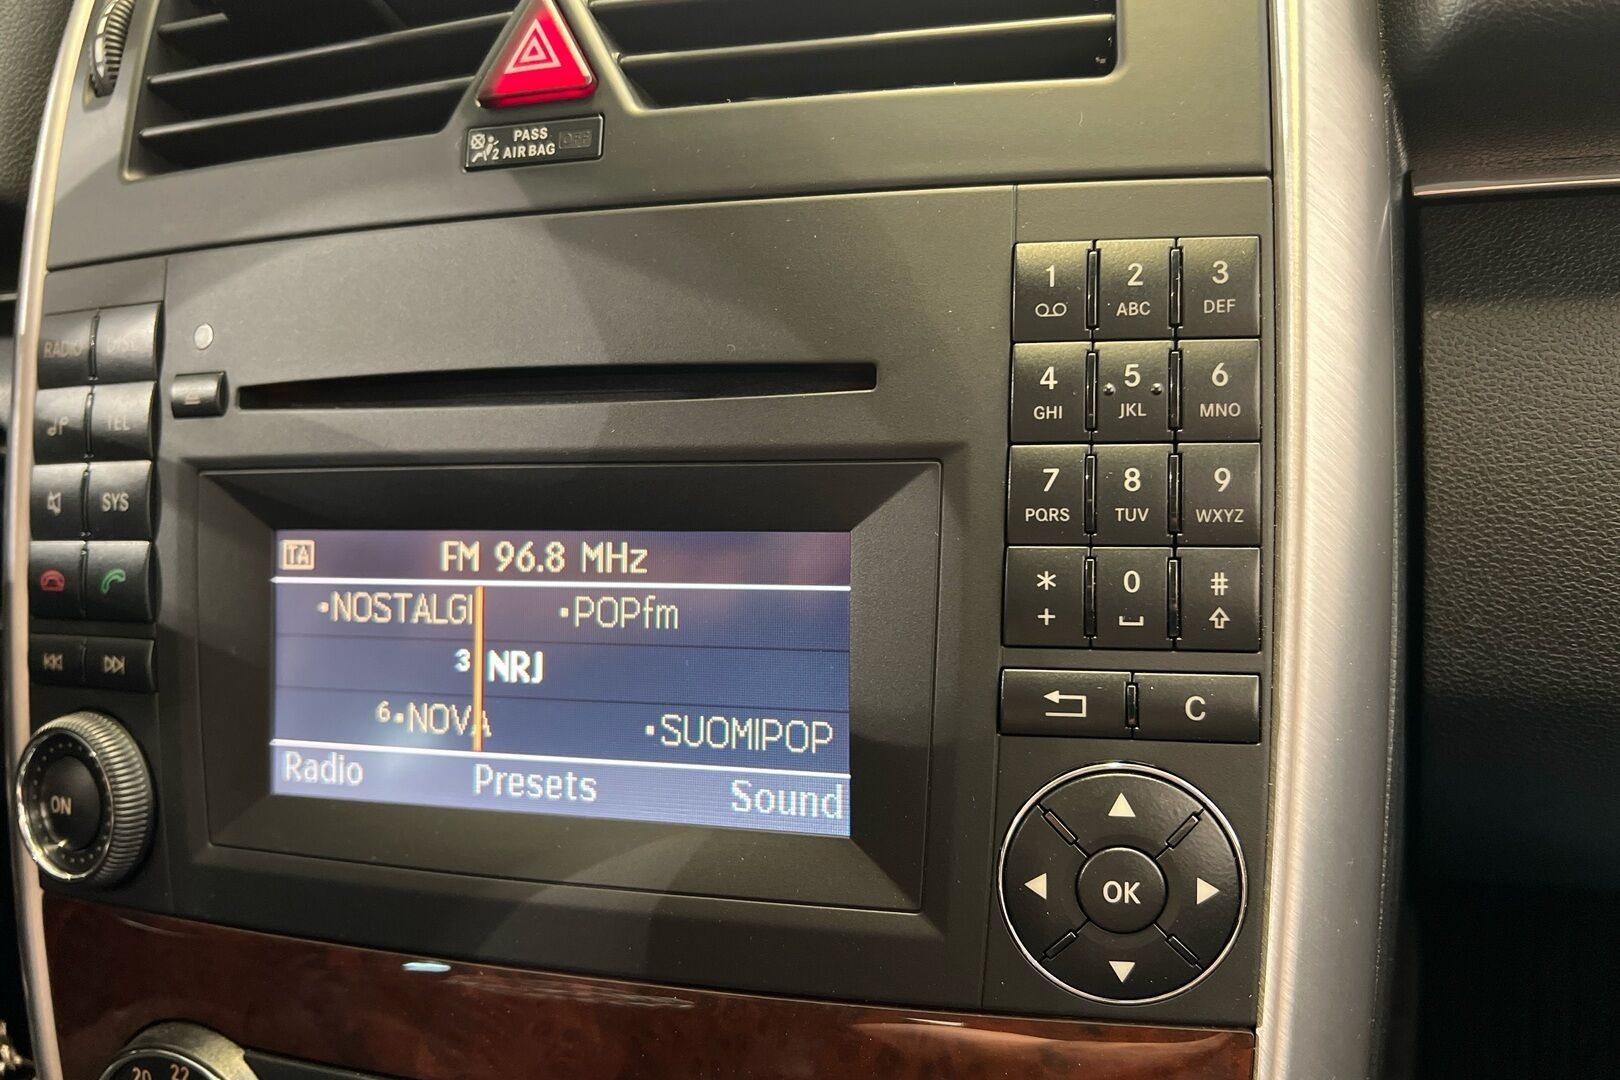 PASS
2 AIR BAG OFF
1 2 3
ABC DEF
RADIO DISC
4 5 6
GHI JKL MNO
TEL
7 8 9
PQRS TUV WXYZ
SYS
TA FM 96.8 MHz
•NOSTALGI •POPfm
* 0 #
+
3 NRJ
6•NOVA •SUOMIPOP
C
Radio Presets Sound
ON
OK
20 22